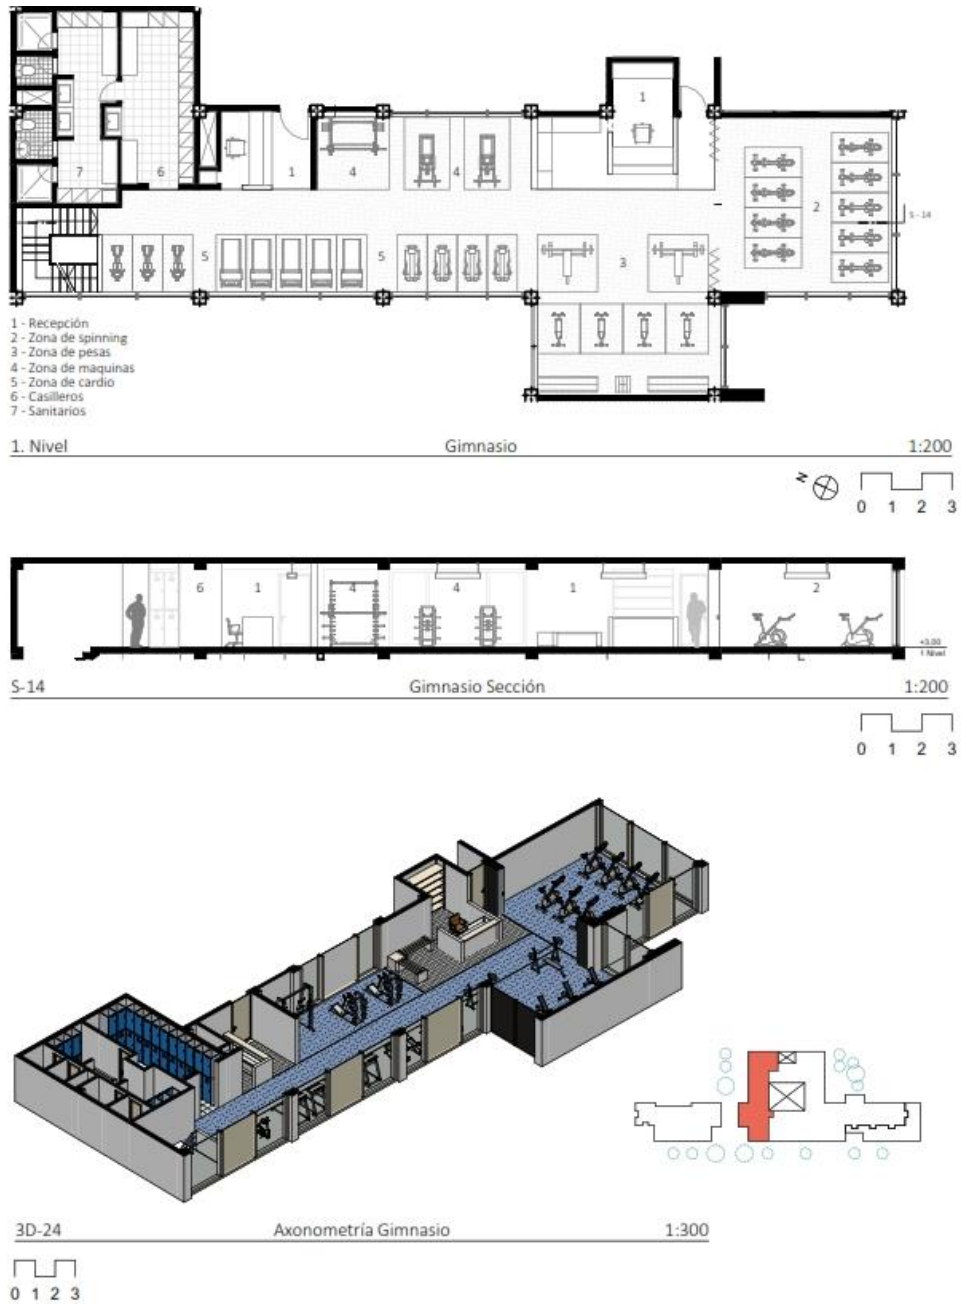 1
7
6
1
4
4
2
S - 14
5
5
3
1 - Recepción
2 - Zona de spinning
3 - Zona de pesas
4 - Zona de maquinas
5 - Zona de cardio
6 - Casilleros
7 - Sanitarios
1. Nivel Gimnasio 1:200
N
0 1 2 3
6 1 4 4 1 2
+3.00
1 Nivel
S-14 Gimnasio Sección 1:200
0 1 2 3
3D-24 Axonometría Gimnasio 1:300
0 1 2 3